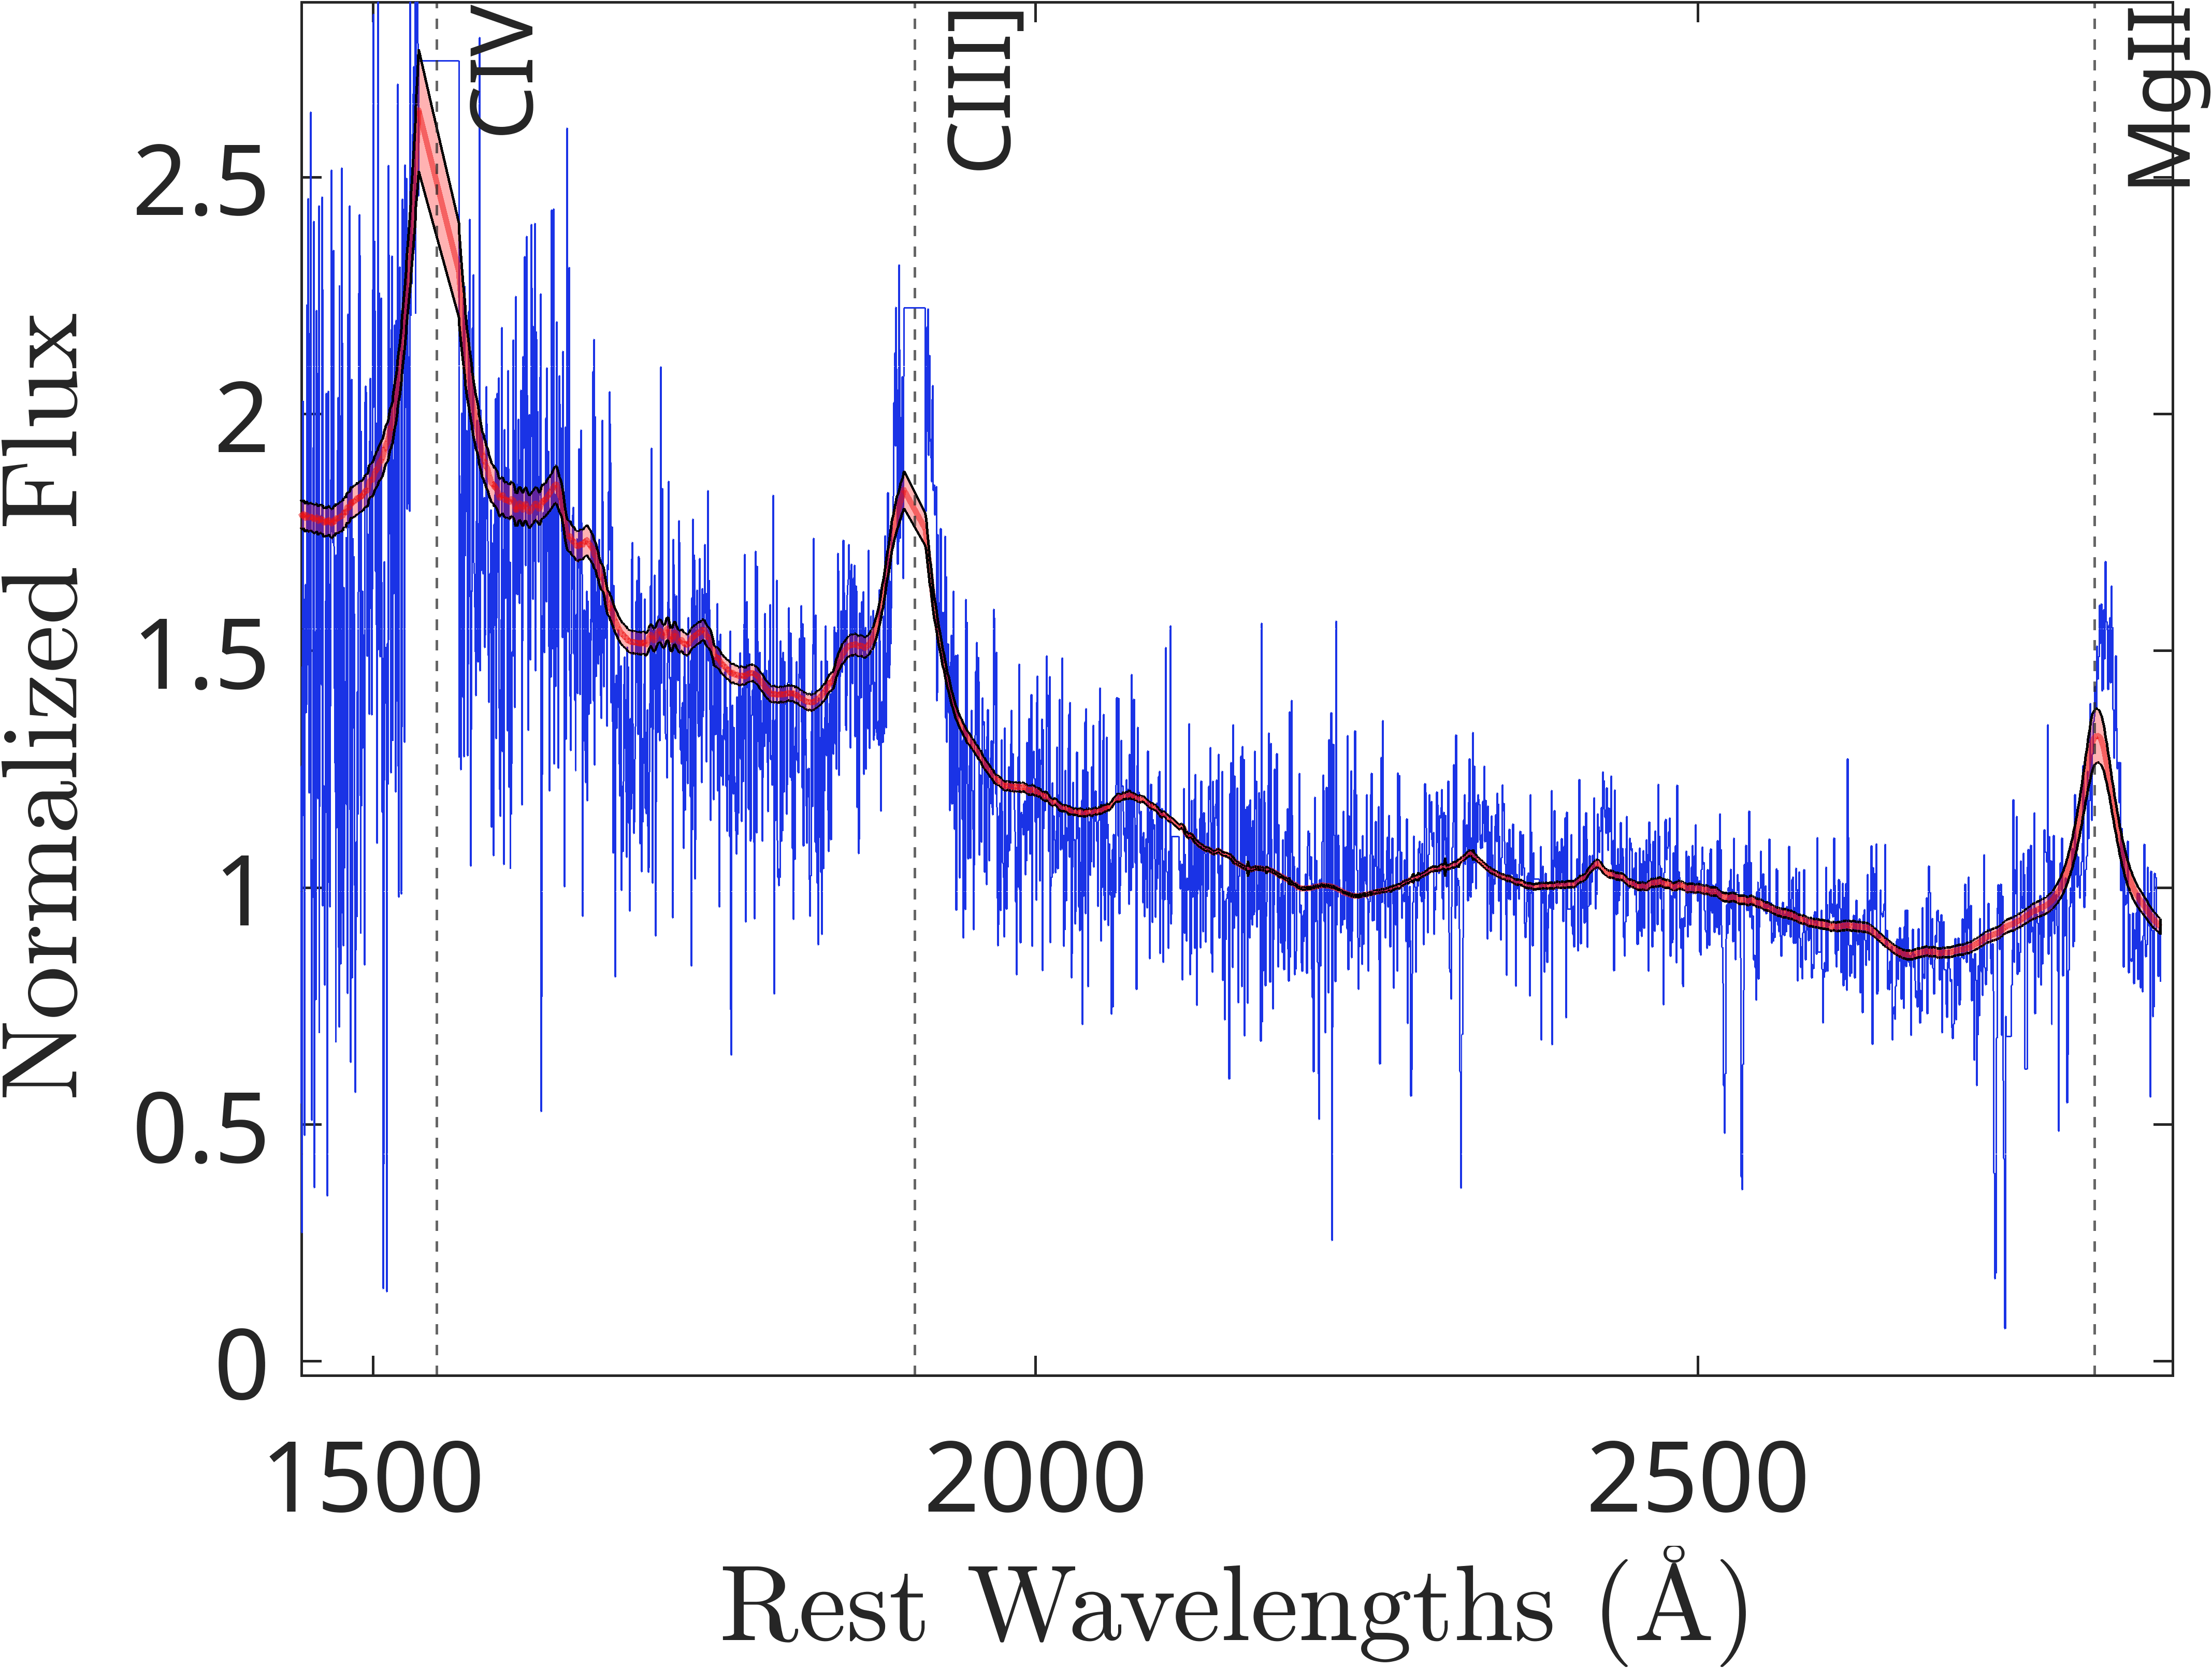 CIV
CIII]
MgII
2.5
2
1.5
1
0.5
0
Normalized Flux
1500
2000
2500
Rest Wavelengths (Å)